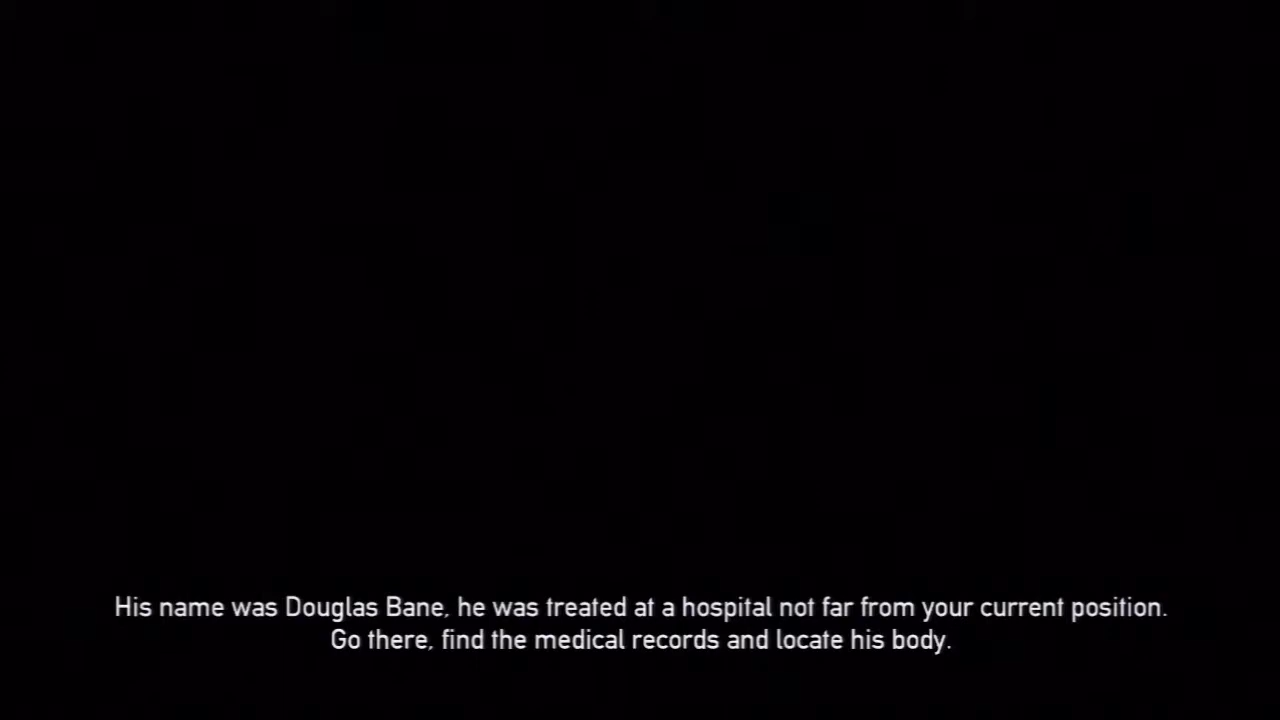 His name was Douglas Bane, he was treated at a hospital not far from your current position.
Go there, find the medical records and locate his body.